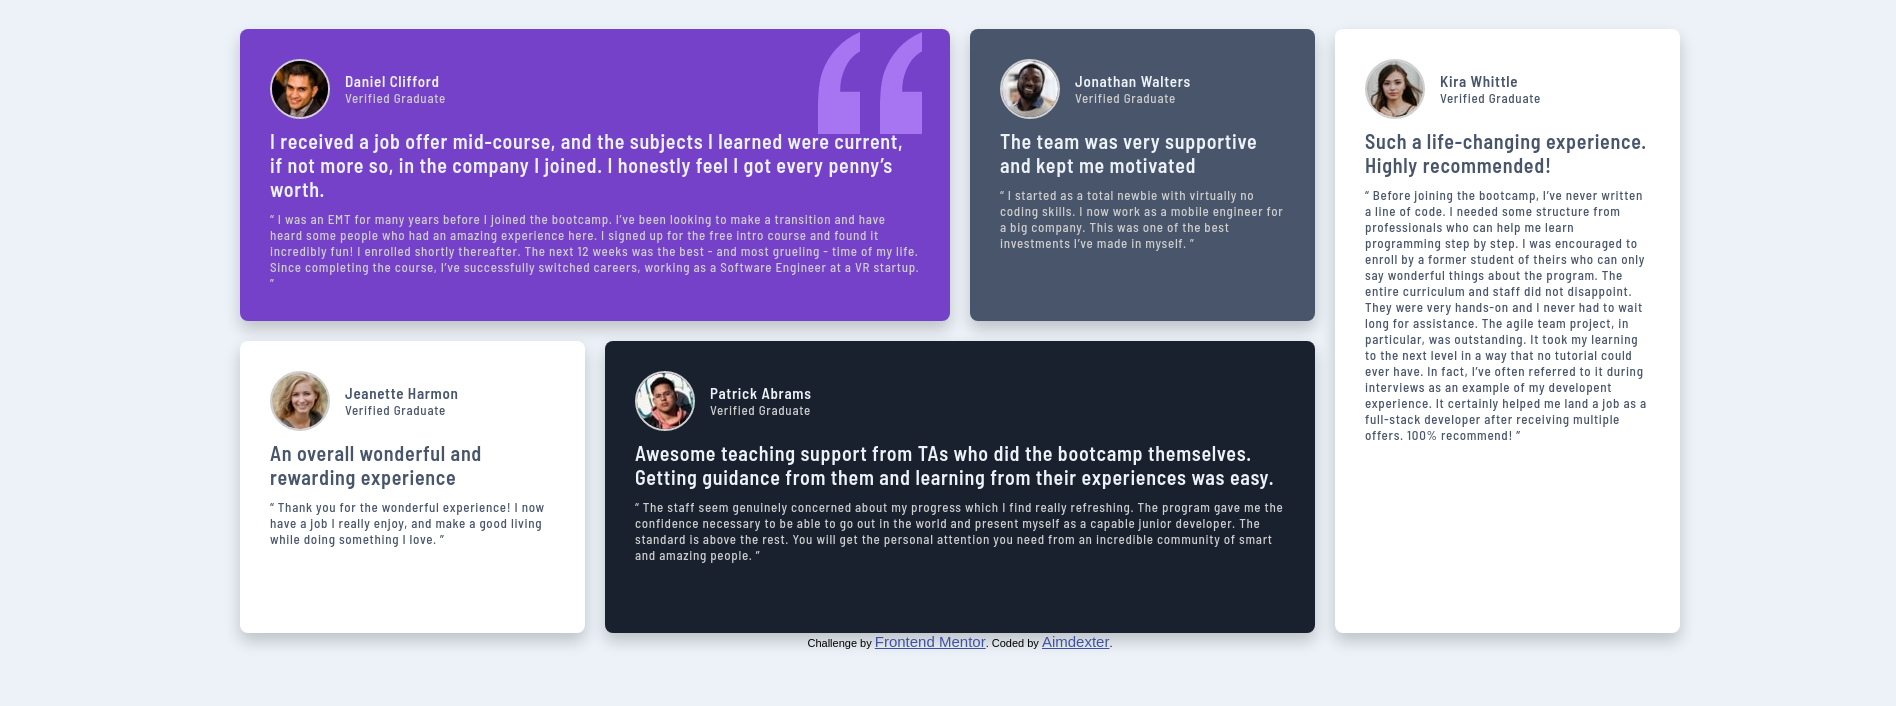 Daniel Clifford
Verified Graduate
I received a job offer mid-course, and the subjects I learned were current,
if not more so, in the company I joined. I honestly feel I got every penny’s
worth.
“ I was an EMT for many years before I joined the bootcamp. I’ve been looking to make a transition and have
heard some people who had an amazing experience here. I signed up for the free intro course and found it
incredibly fun! I enrolled shortly thereafter. The next 12 weeks was the best - and most grueling - time of my life.
Since completing the course, I’ve successfully switched careers, working as a Software Engineer at a VR startup.
”
Jonathan Walters
Verified Graduate
The team was very supportive
and kept me motivated
“ I started as a total newbie with virtually no
coding skills. I now work as a mobile engineer for
a big company. This was one of the best
investments I’ve made in myself. ”
Kira Whittle
Verified Graduate
Such a life-changing experience.
Highly recommended!
“ Before joining the bootcamp, I’ve never written
a line of code. I needed some structure from
professionals who can help me learn
programming step by step. I was encouraged to
enroll by a former student of theirs who can only
say wonderful things about the program. The
entire curriculum and staff did not disappoint.
They were very hands-on and I never had to wait
long for assistance. The agile team project, in
particular, was outstanding. It took my learning
to the next level in a way that no tutorial could
ever have. In fact, I’ve often referred to it during
interviews as an example of my developent
experience. It certainly helped me land a job as a
full-stack developer after receiving multiple
offers. 100% recommend! ”
Jeanette Harmon
Verified Graduate
An overall wonderful and
rewarding experience
“ Thank you for the wonderful experience! I now
have a job I really enjoy, and make a good living
while doing something I love. ”
Patrick Abrams
Verified Graduate
Awesome teaching support from TAs who did the bootcamp themselves.
Getting guidance from them and learning from their experiences was easy.
“ The staff seem genuinely concerned about my progress which I find really refreshing. The program gave me the
confidence necessary to be able to go out in the world and present myself as a capable junior developer. The
standard is above the rest. You will get the personal attention you need from an incredible community of smart
and amazing people. ”
Challenge by Frontend Mentor. Coded by Aimdexter.